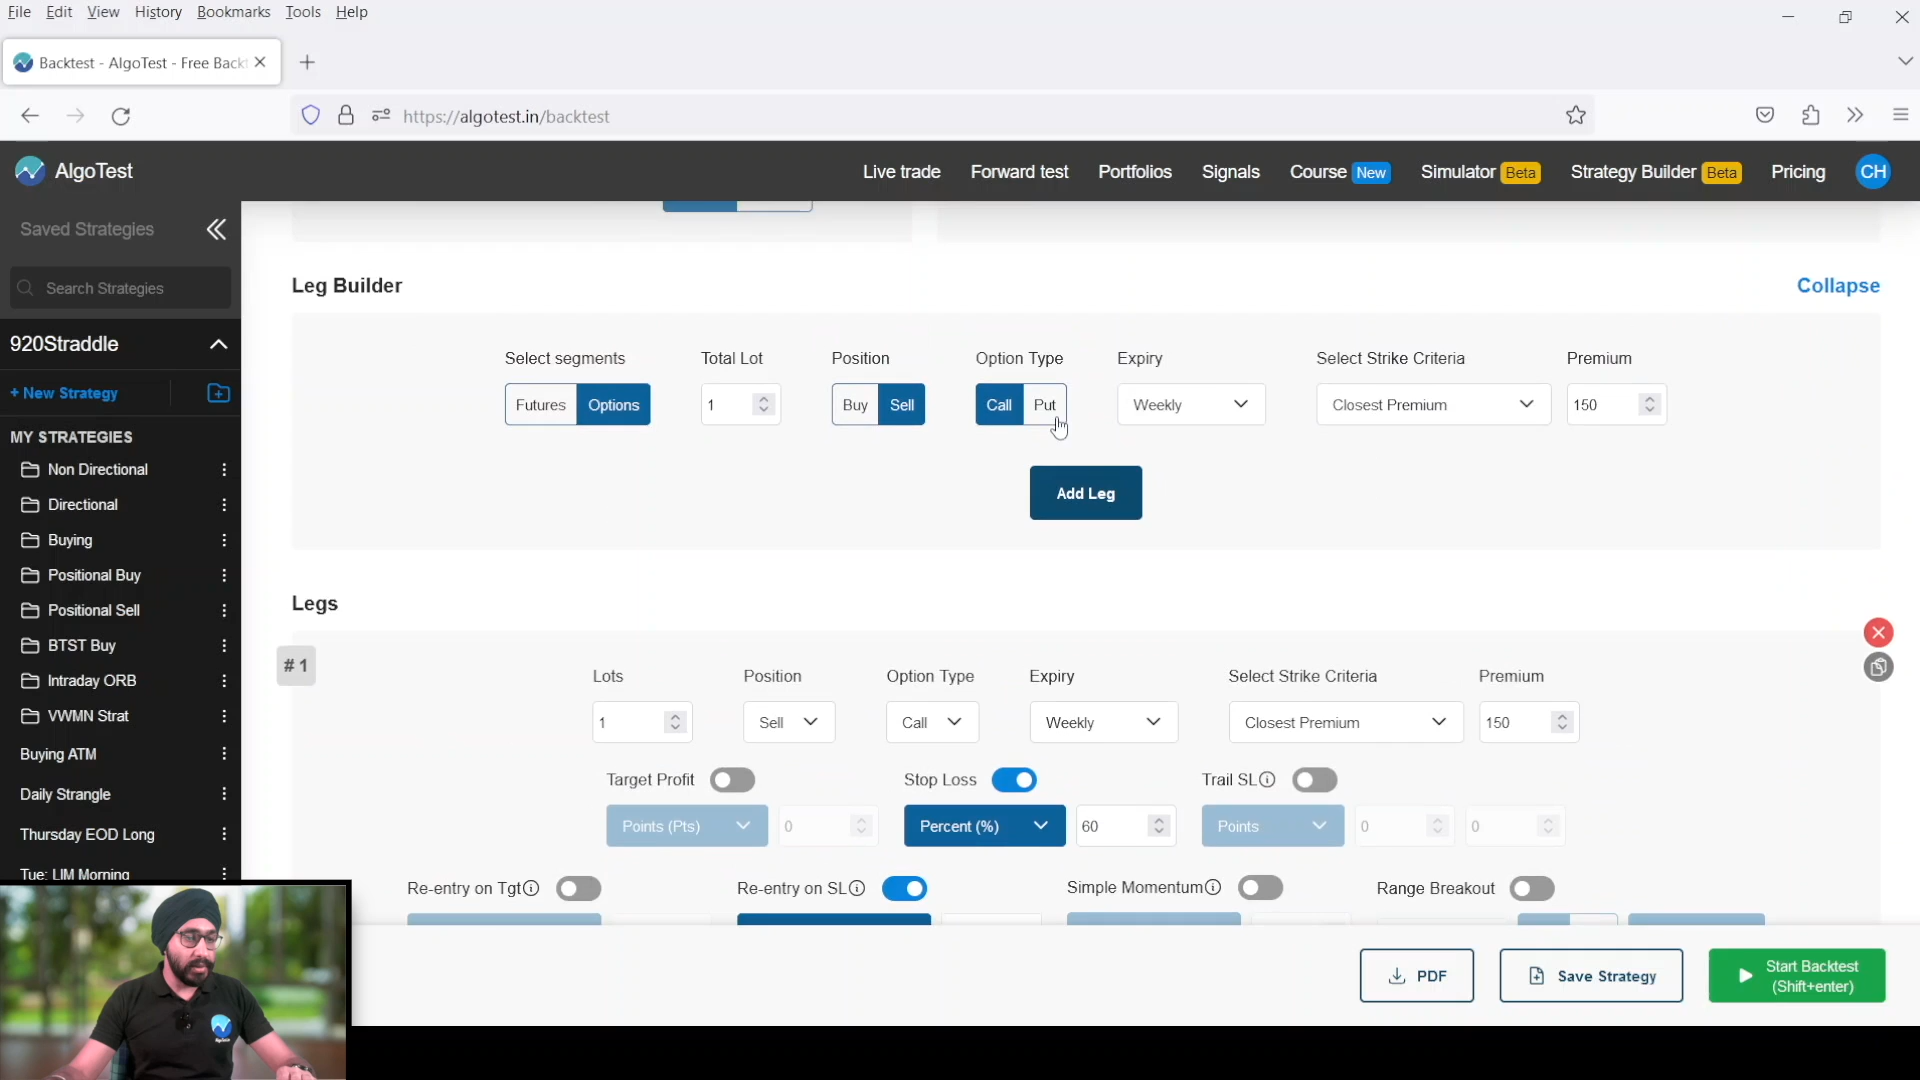 File Edit View History Bookmarks Tools Help
Backtest - AlgoTest - Free Backt
https://algotest.in/backtest
AlgoTest
Live trade Forward test Portfolios Signals Course New Simulator Beta Strategy Builder Beta Pricing CH
Saved Strategies
Search Strategies
920Straddle
+ New Strategy
MY STRATEGIES
Non Directional
Directional
Buying
Positional Buy
Positional Sell
BTST Buy
Intraday ORB
VWMN Strat
Buying ATM
Daily Strangle
Thursday EOD Long
Tue: LIM Morning
Leg Builder Collapse
Select segments Total Lot Position Option Type Expiry Select Strike Criteria Premium
Futures Options 1 Buy Sell Call Put Weekly Closest Premium 150
Add Leg
Legs
# 1
Lots Position Option Type Expiry Select Strike Criteria Premium
1 Sell Call Weekly Closest Premium 150
Target Profit Stop Loss Trail SL
Points (Pts) 0 Percent (%) 60 Points 0 0
Re-entry on Tgt Re-entry on SL Simple Momentum Range Breakout
PDF Save Strategy Start Backtest
(Shift+enter)